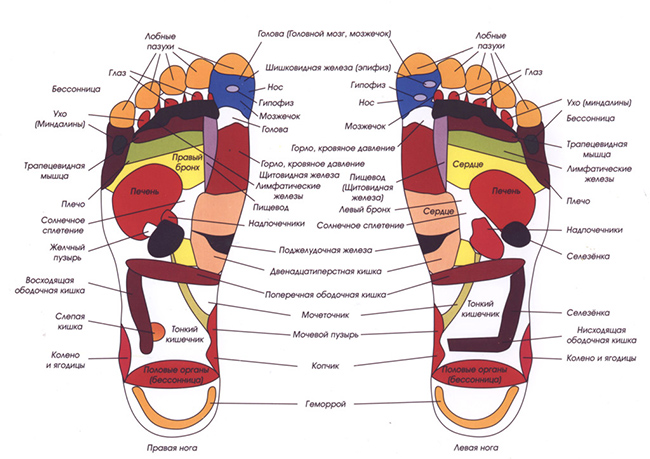 Лобные
пазухи
Глаз
Бессонница
Ухо
(Миндалины)
Трапецевидная
мышца
Плечо
Солнечное
сплетение
Желчный
пузырь
Восходящая
ободочная кишка
Слепая
кишка
Колено
и ягодицы
Правый
бронх
Печень
Тонкий
кишечник
Половые органы
(бессонница)
Правая нога
Голова (Головной мозг, мозжечок)
Шишковидная железа (эпифиз)
Нос
Гипофиз
Мозжечок
Голова
Горло, кровяное давление
Щитовидная железа
Лимфатические
железы
Пищевод
Надпочечники
Гипофиз
Нос
Мозжечок
Горло, кровяное давление
Пищевод
(Щитовидная
железа)
Левый бронх
Солнечное сплетение
Поджелудочная железа
Двенадцатиперстная кишка
Поперечная ободочная кишка
Мочеточник
Мочевой пузырь
Копчик
Геморрой
Лобные
пазухи
Глаз
Ухо (миндалины)
Бессонница
Трапецевидная
мышца
Лимфатические
железы
Плечо
Надпочечники
Селезёнка
Селезёнка
Нисходящая
ободочная кишка
Колено и ягодицы
Сердце
Печень
Сердце
Тонкий
кишечник
Половые органы
(бессонница)
Левая нога